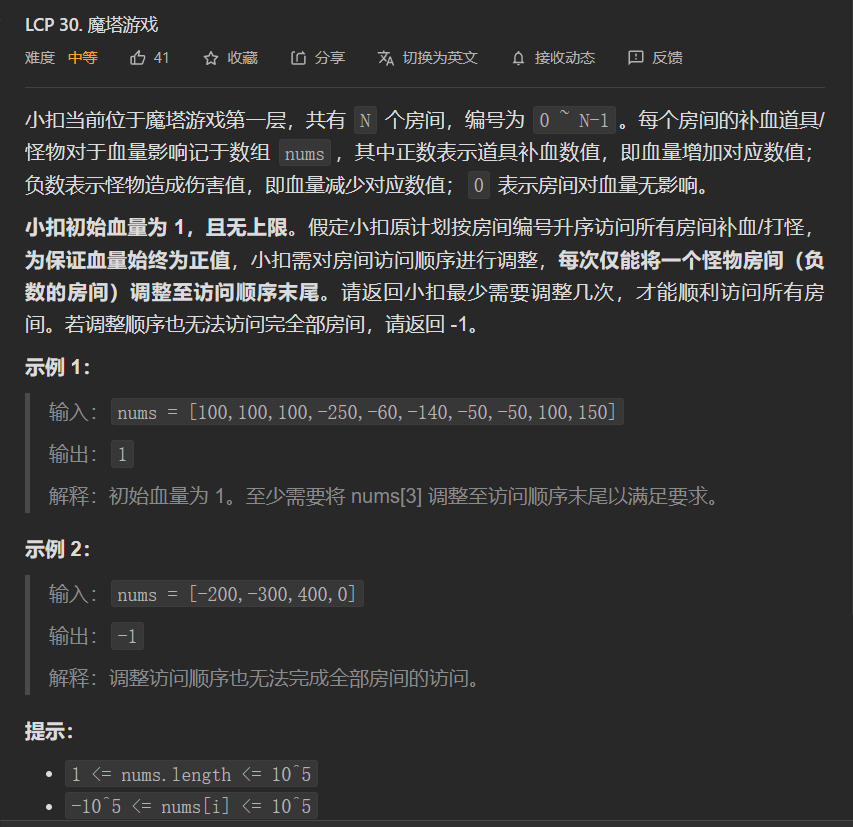 LCP 30. 魔塔游戏
难度 中等 41 收藏 分享 切换为英文 接收动态 反馈
小扣当前位于魔塔游戏第一层，共有 N 个房间，编号为 0 ~ N-1 。每个房间的补血道具/
怪物对于血量影响记于数组 nums ，其中正数表示道具补血数值，即血量增加对应数值；
负数表示怪物造成伤害值，即血量减少对应数值； 0 表示房间对血量无影响。
小扣初始血量为 1，且无上限。假定小扣原计划按房间编号升序访问所有房间补血/打怪，
为保证血量始终为正值，小扣需对房间访问顺序进行调整，每次仅能将一个怪物房间（负
数的房间）调整至访问顺序末尾。请返回小扣最少需要调整几次，才能顺利访问所有房
间。若调整顺序也无法访问完全部房间，请返回 -1。
示例 1：
输入： nums = [100,100,100,-250,-60,-140,-50,-50,100,150]
输出： 1
解释：初始血量为 1。至少需要将 nums[3] 调整至访问顺序末尾以满足要求。
示例 2：
输入： nums = [-200,-300,400,0]
输出： -1
解释：调整访问顺序也无法完成全部房间的访问。
提示：
1 <= nums.length <= 10^5
-10^5 <= nums[i] <= 10^5